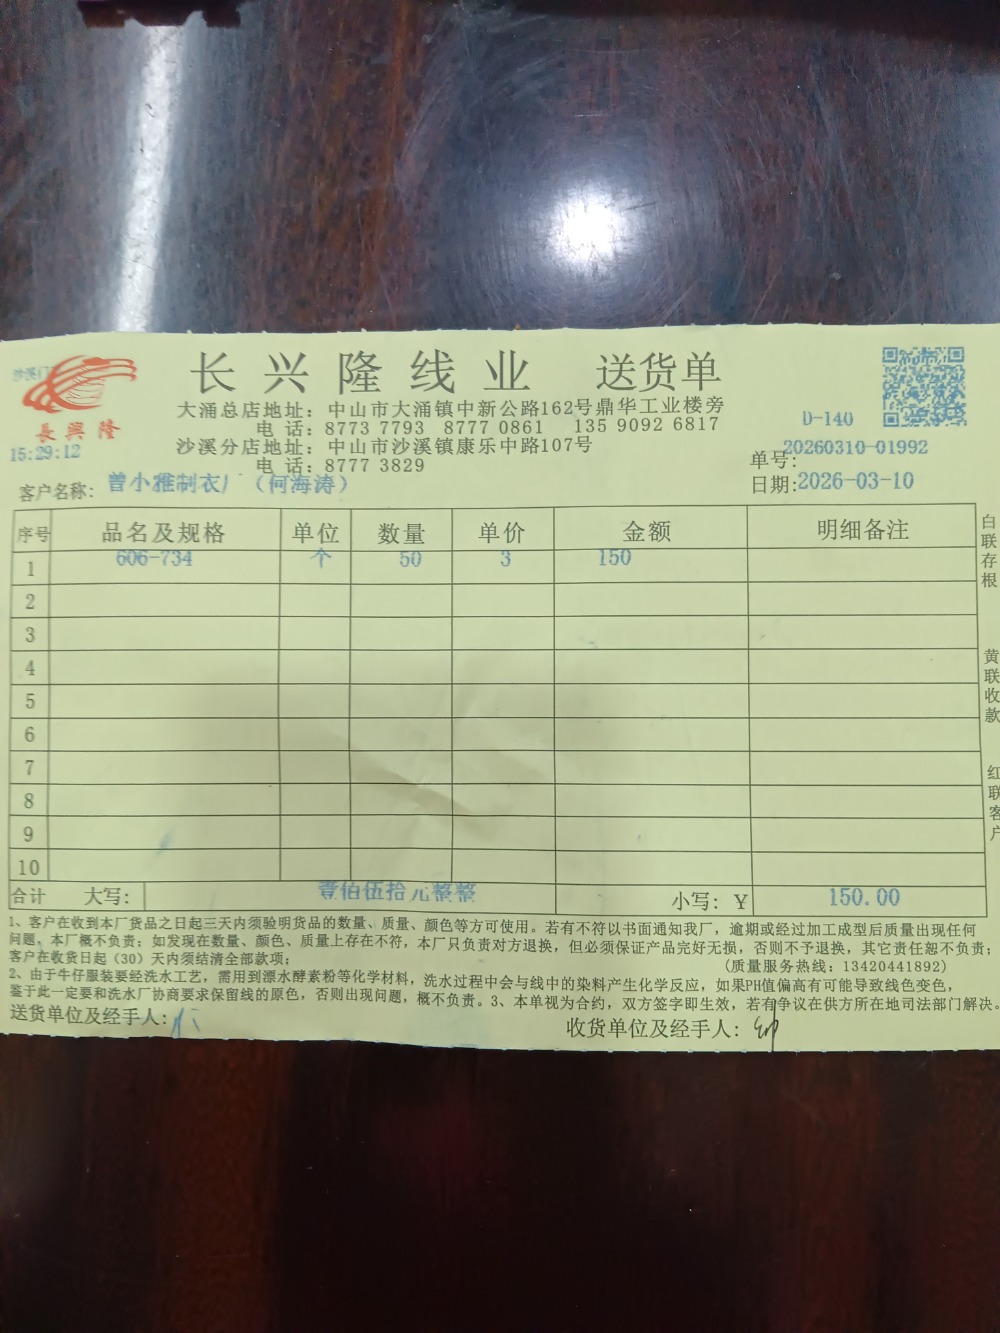 沙溪门
長興隆
15:29:12
长兴隆线业 送货单
大涌总店地址：中山市大涌镇中新公路162号鼎华工业楼旁
电 话：8773 7793 8777 0861 135 9092 6817
沙溪分店地址：中山市沙溪镇康乐中路107号
电 话：8777 3829
D-140
单号：20260310-01992
日期:2026-03-10
客户名称：曾小雅制衣厂（何海涛）
序号 品名及规格 单位 数量 单价 金额 明细备注
1 606-734 个 50 3 150
2
3
4
5
6
7
8
9
10
合计 大写： 壹佰伍拾元整整 小写：￥ 150.00
白联存根
黄联收款
红联客户
1、客户在收到本厂货品之日起三天内须验明货品的数量、质量、颜色等方可使用。若有不符以书面通知我厂，逾期或经过加工成型后质量出现任何
问题，本厂概不负责；如发现在数量、颜色、质量上存在不符，本厂只负责对方退换，但必须保证产品完好无损，否则不予退换，其它责任恕不负责；
客户在收货日起（30）天内须结清全部款项；
(质量服务热线：13420441892)
2、由于牛仔服装要经洗水工艺，需用到漂水酵素粉等化学材料，洗水过程中会与线中的染料产生化学反应，如果PH值偏高有可能导致线色变色，
鉴于此一定要和洗水厂协商要求保留线的原色，否则出现问题，概不负责。3、本单视为合约，双方签字即生效，若有争议在供方所在地司法部门解决。
送货单位及经手人：
收货单位及经手人：